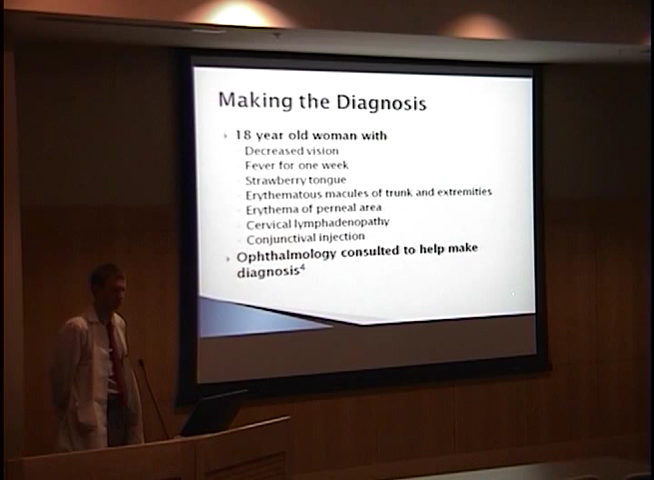 Making the Diagnosis
18 year old woman with
Decreased vision
Fever for one week
Strawberry tongue
Erythematous macules of trunk and extremities
Erythema of perneal area
Cervical lymphadenopathy
Conjunctival injection
Ophthalmology consulted to help make
diagnosis⁴